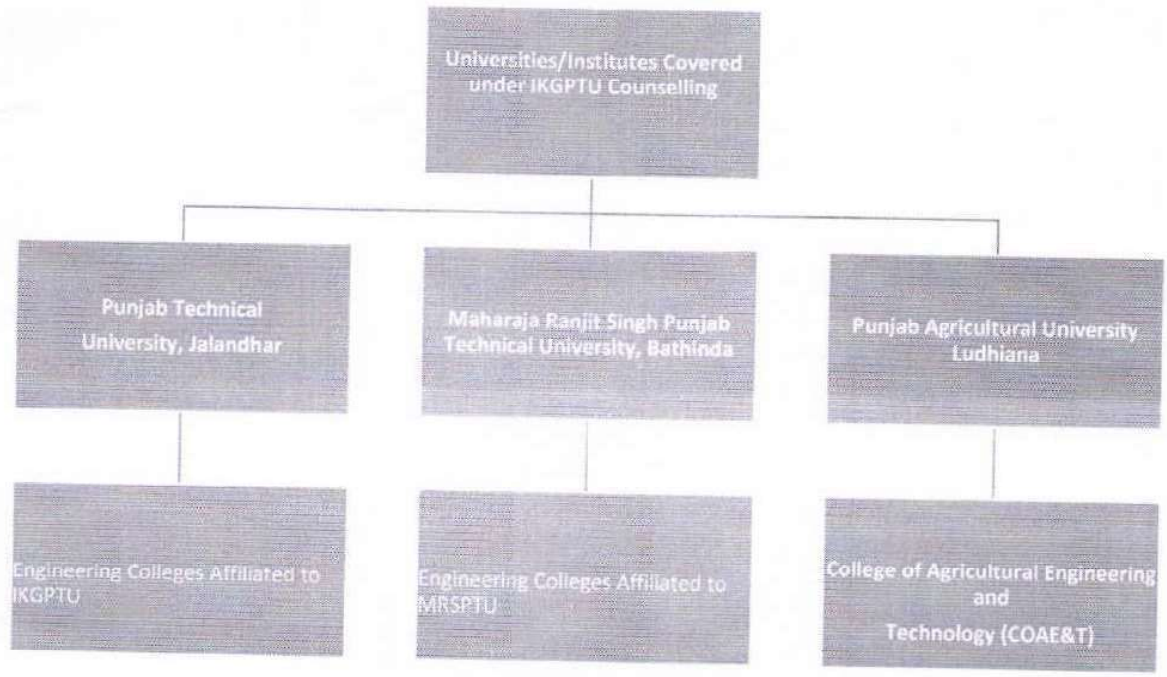 Universities/Institutes Covered
under IKGPTU Counselling
Punjab Technical
University, Jalandhar
Maharaja Ranjit Singh Punjab
Technical University, Bathinda
Punjab Agricultural University
Ludhiana
Engineering Colleges Affiliated to
IKGPTU
Engineering Colleges Affiliated to
MRSPTU
College of Agricultural Engineering
and
Technology (COAE&T)